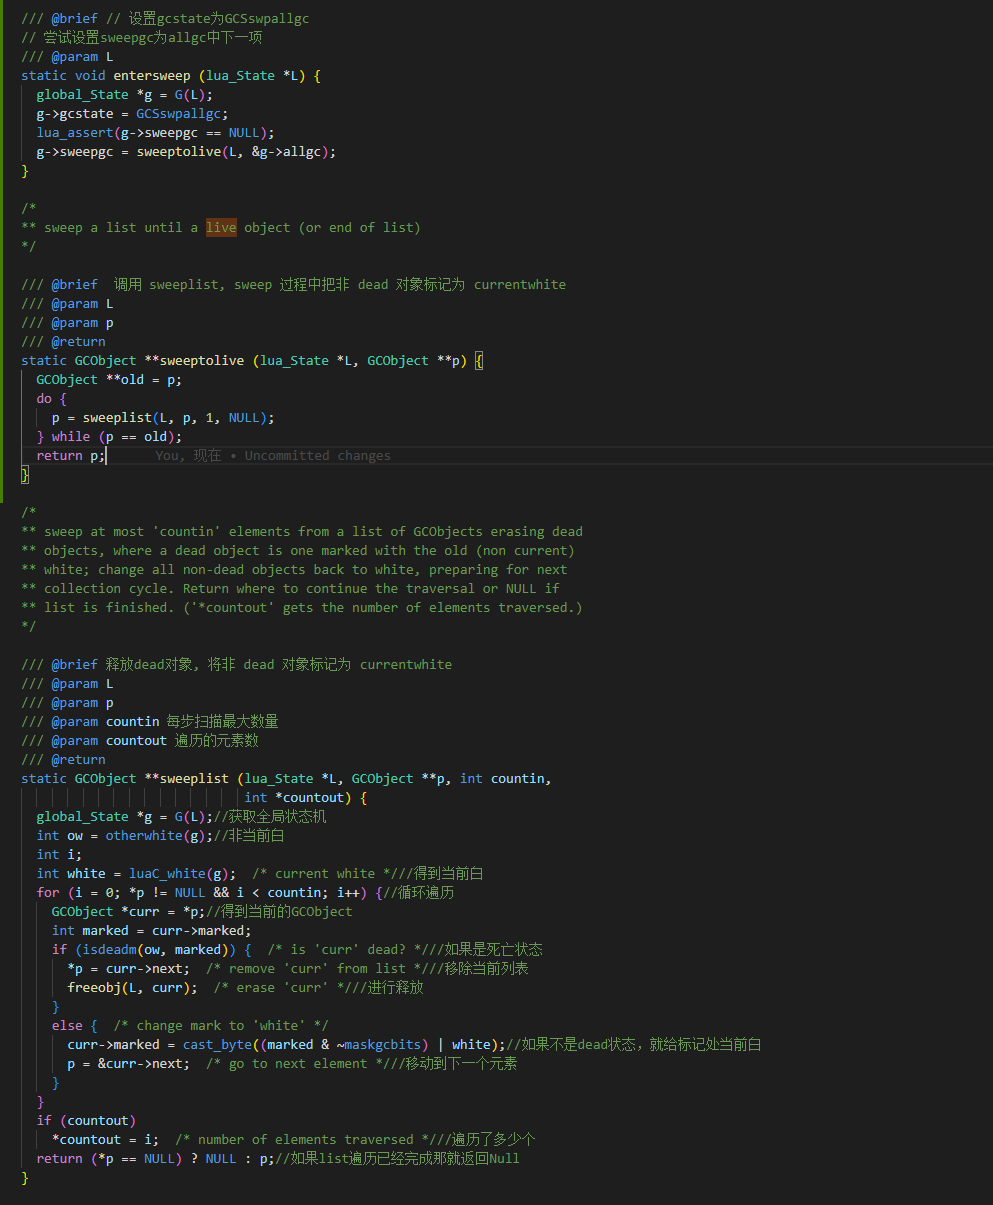 /// @brief // 设置gcstate为GCSswpallgc
// 尝试设置sweepgc为allgc中下一项
/// @param L
static void entersweep (lua_State *L) {
  global_State *g = G(L);
  g->gcstate = GCSswpallgc;
  lua_assert(g->sweepgc == NULL);
  g->sweepgc = sweeptolive(L, &g->allgc);
}
/*
** sweep a list until a live object (or end of list)
*/
/// @brief  调用 sweeplist, sweep 过程中把非 dead 对象标记为 currentwhite
/// @param L
/// @param p
/// @return
static GCObject **sweeptolive (lua_State *L, GCObject **p) {
  GCObject **old = p;
  do {
    p = sweeplist(L, p, 1, NULL);
  } while (p == old);
  return p;      You, 现在 • Uncommitted changes
}
/*
** sweep at most 'countin' elements from a list of GCObjects erasing dead
** objects, where a dead object is one marked with the old (non current)
** white; change all non-dead objects back to white, preparing for next
** collection cycle. Return where to continue the traversal or NULL if
** list is finished. ('*countout' gets the number of elements traversed.)
*/
/// @brief 释放dead对象, 将非 dead 对象标记为 currentwhite
/// @param L
/// @param p
/// @param countin 每步扫描最大数量
/// @param countout 遍历的元素数
/// @return
static GCObject **sweeplist (lua_State *L, GCObject **p, int countin,
                             int *countout) {
  global_State *g = G(L);//获取全局状态机
  int ow = otherwhite(g);//非当前白
  int i;
  int white = luaC_white(g);  /* current white *///得到当前白
  for (i = 0; *p != NULL && i < countin; i++) {//循环遍历
    GCObject *curr = *p;//得到当前的GCObject
    int marked = curr->marked;
    if (isdeadm(ow, marked)) {  /* is 'curr' dead? *///如果是死亡状态
      *p = curr->next;  /* remove 'curr' from list *///移除当前列表
      freeobj(L, curr);  /* erase 'curr' *///进行释放
    }
    else {  /* change mark to 'white' */
      curr->marked = cast_byte((marked & ~maskgcbits) | white);//如果不是dead状态，就给标记处当前白
      p = &curr->next;  /* go to next element *///移动到下一个元素
    }
  }
  if (countout)
    *countout = i;  /* number of elements traversed *///遍历了多少个
  return (*p == NULL) ? NULL : p;//如果list遍历已经完成那就返回Null
}